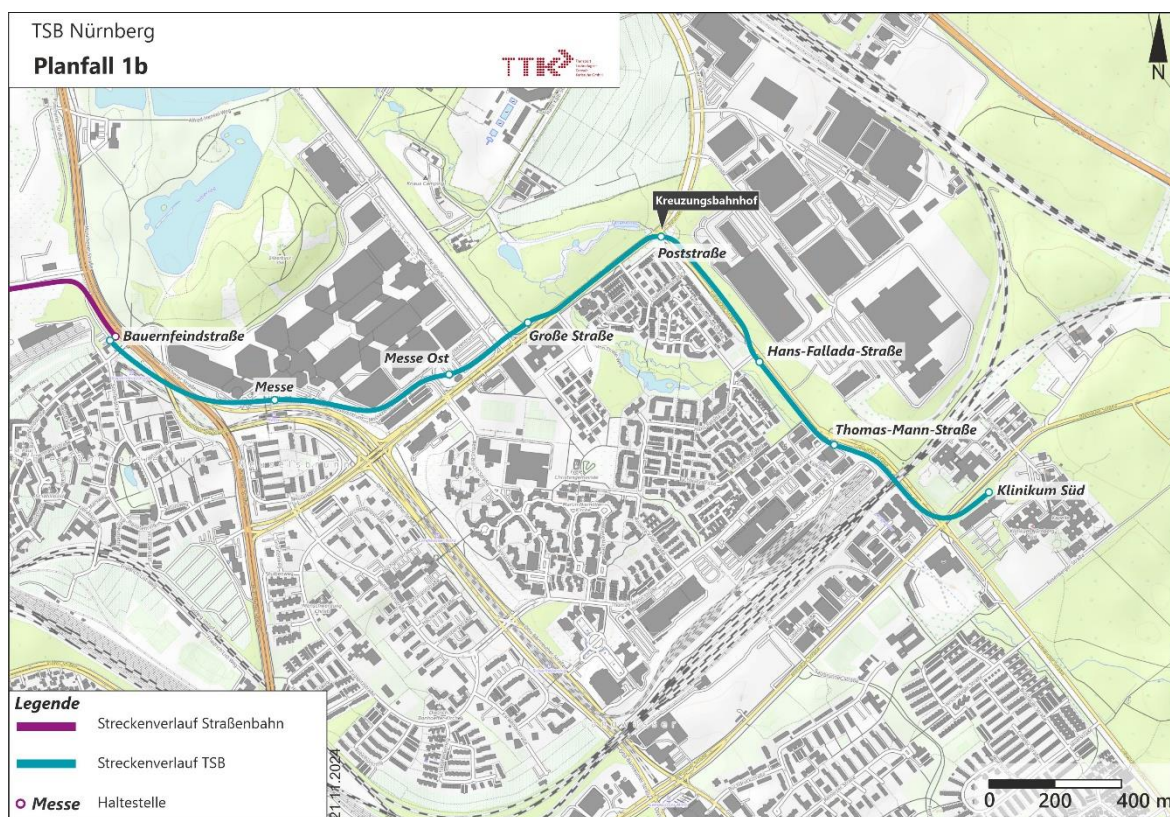 TSB Nürnberg
Planfall 1b
TTK
N
Kreuzungsbahnhof
Poststraße
Bauernfeindstraße
Große Straße
Messe Ost
Hans-Fallada-Straße
Messe
Thomas-Mann-Straße
Klinikum Süd
Legende
Streckenverlauf Straßenbahn
Streckenverlauf TSB
Messe
Haltestelle
21.11.2024
0 200 400 m